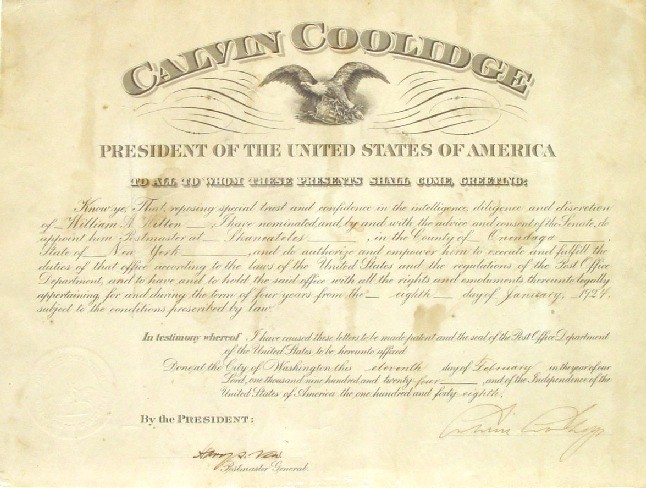 CALVIN COOLIDGE
PRESIDENT OF THE UNITED STATES OF AMERICA
TO ALL TO WHOM THESE PRESENTS SHALL COME, GREETING:
Know ye, That, reposing special trust and confidence in the intelligence, diligence and discretion
of William A. , I have nominated, and, by and with the advice and consent of the Senate, do
appoint him Postmaster at Skaneateles , in the County of Onondaga ,
State of New York , and do authorize and empower him to execute and fulfill the
duties of that office according to the laws of the United States and the regulations of the Post Office
Department, and to have and to hold the said office with all the rights and emoluments thereunto legally
appertaining for and during the term of four years from the eighth day of January,
subject to the conditions prescribed by law.
In testimony whereof I have caused these letters to be made patent and the seal of the Post Office Department
of the United States to be hereunto affixed.
Done at the City of Washington this eleventh day of February in the year of our
Lord, one thousand nine hundred and twenty-four , and of the Independence of the
United States of America the one hundred and forty eighth.
By the PRESIDENT:
Calvin Coolidge
Harry S. New
Postmaster General.